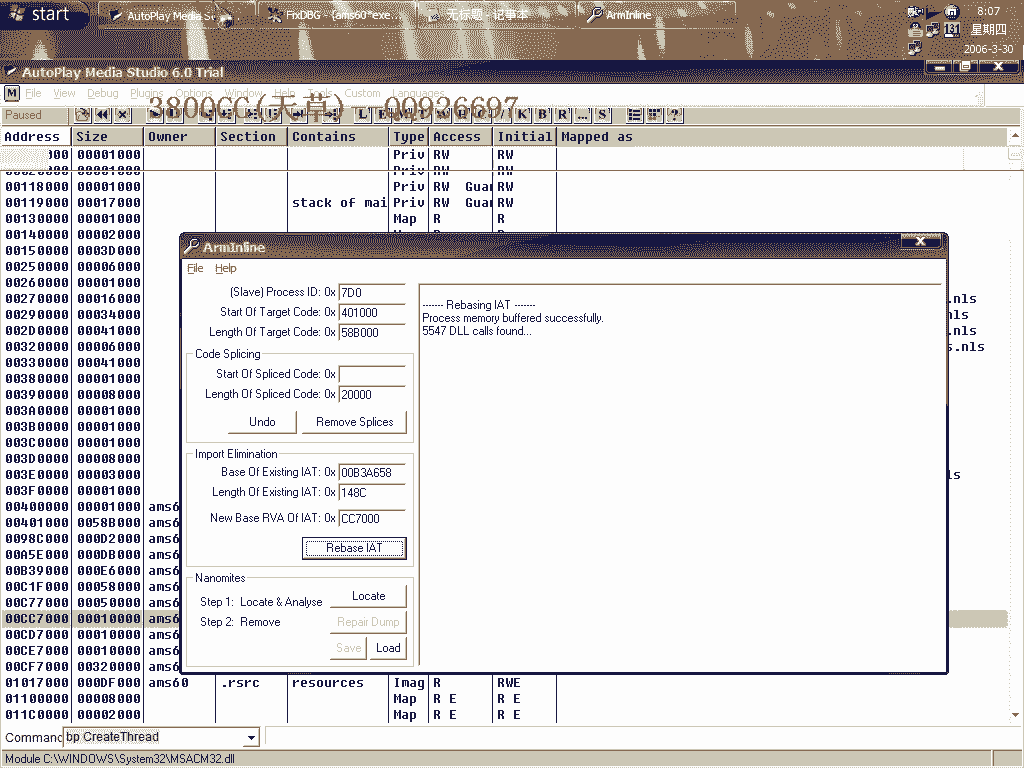 start
AutoPlay Media St
FixDBG - {ams60*exe...
无标题 - 记事本
ArmInline
8:07
131
星期四
2006-3-30
AutoPlay Media Studio 6.0 Trial
M File View Debug Plugins Options Window Help Tools Custom Languages
3800CC(天草) 00936697
Paused
K B R ... S ?
Address Size Owner Section Contains Type Access Initial Mapped as
000 00001000 Priv RW RW
00020000 00001000 Priv RW RW
00118000 00001000 Priv RW Guar RW
00119000 00017000 stack of mai Priv RW Guar RW
00130000 00001000 Map R R
00140000 00002000
00150000 0003D000
00250000 00006000
00260000 00001000
00270000 00016000 .nls
00290000 00034000 nls
002D0000 00041000 .nls
00320000 00006000 s.nls
00330000 00041000
00380000 00001000
00390000 00008000
003A0000 00001000
003B0000 00001000
003C0000 00001000
003D0000 00008000
003E0000 00003000 ls
003F0000 00001000
00400000 00001000 ams6
00401000 0058B000 ams6
0098C000 000D2000 ams6
00A5E000 000DB000 ams6
00B39000 000E6000 ams6
00C1F000 00058000 ams6
00C77000 00050000 ams6
00CC7000 00010000 ams6
00CD7000 00010000 ams6
00CE7000 00010000 ams6
00CF7000 00320000 ams6
01017000 000DF000 ams60 .rsrc resources Imag R RWE
01100000 00008000 Map R E R E
011C0000 00002000 Map R E R E
ArmInline
File Help
(Slave) Process ID: 0x 7D0
Start Of Target Code: 0x 401000
Length Of Target Code: 0x 58B000
Code Splicing
Start Of Spliced Code: 0x
Length Of Spliced Code: 0x 20000
Undo Remove Splices
Import Elimination
Base Of Existing IAT: 0x 00B3A658
Length Of Existing IAT: 0x 148C
New Base RVA Of IAT: 0x CC7000
Rebase IAT
Nanomites
Step 1: Locate & Analyse Locate
Step 2: Remove Repair Dump
Save Load
------- Rebasing IAT -------
Process memory buffered successfully.
5547 DLL calls found...
Command bp CreateThread
Module C:\WINDOWS\System32\MSACM32.dll